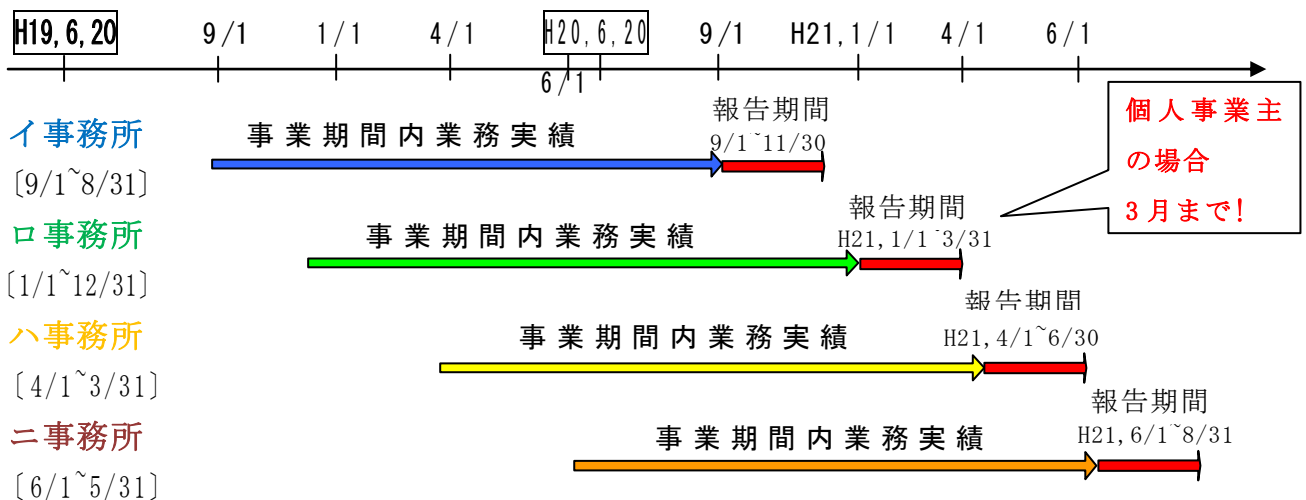 H19,6,20 9/1 1/1 4/1 H20,6,20 9/1 H21,1/1 4/1 6/1
6/1
個人事業主
の場合
3月まで!
イ事務所
事業期間内業務実績
報告期間
9/1~11/30
〔9/1~8/31〕
ロ事務所
事業期間内業務実績
報告期間
H21,1/1~3/31
〔1/1~12/31〕
ハ事務所
事業期間内業務実績
報告期間
H21,4/1~6/30
〔4/1~3/31〕
ニ事務所
事業期間内業務実績
報告期間
H21,6/1~8/31
〔6/1~5/31〕